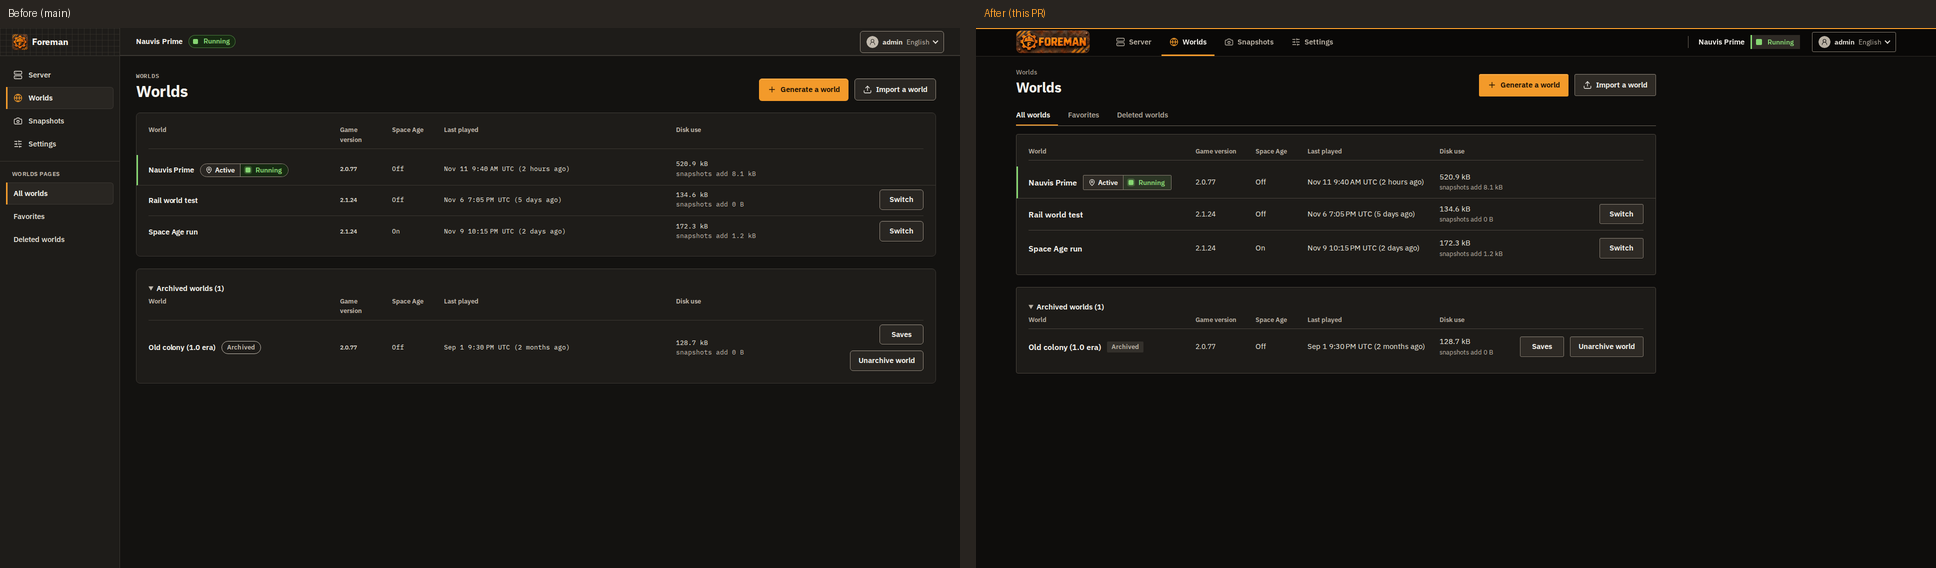 Before (main)
Foreman
Nauvis Prime Running
admin English
Server
Worlds
Snapshots
Settings
WORLDS PAGES
All worlds
Favorites
Deleted worlds
WORLDS
Worlds
Generate a world
Import a world
World Game version Space Age Last played Disk use
Nauvis Prime Active Running 2.0.77 Off Nov 11 9:40 AM UTC (2 hours ago) 520.9 kB
snapshots add 8.1 kB
Rail world test 2.1.24 Off Nov 6 7:05 PM UTC (5 days ago) 134.6 kB
snapshots add 0 B
Switch
Space Age run 2.1.24 On Nov 9 10:15 PM UTC (2 days ago) 172.3 kB
snapshots add 1.2 kB
Switch
Archived worlds (1)
World Game version Space Age Last played Disk use
Old colony (1.0 era) Archived 2.0.77 Off Sep 1 9:30 PM UTC (2 months ago) 128.7 kB
snapshots add 0 B
Saves
Unarchive world
After (this PR)
FOREMAN
Server Worlds Snapshots Settings
Nauvis Prime Running
admin English
Worlds
Worlds
Generate a world
Import a world
All worlds Favorites Deleted worlds
World Game version Space Age Last played Disk use
Nauvis Prime Active Running 2.0.77 Off Nov 11 9:40 AM UTC (2 hours ago) 520.9 kB
snapshots add 8.1 kB
Rail world test 2.1.24 Off Nov 6 7:05 PM UTC (5 days ago) 134.6 kB
snapshots add 0 B
Switch
Space Age run 2.1.24 On Nov 9 10:15 PM UTC (2 days ago) 172.3 kB
snapshots add 1.2 kB
Switch
Archived worlds (1)
World Game version Space Age Last played Disk use
Old colony (1.0 era) Archived 2.0.77 Off Sep 1 9:30 PM UTC (2 months ago) 128.7 kB
snapshots add 0 B
Saves
Unarchive world